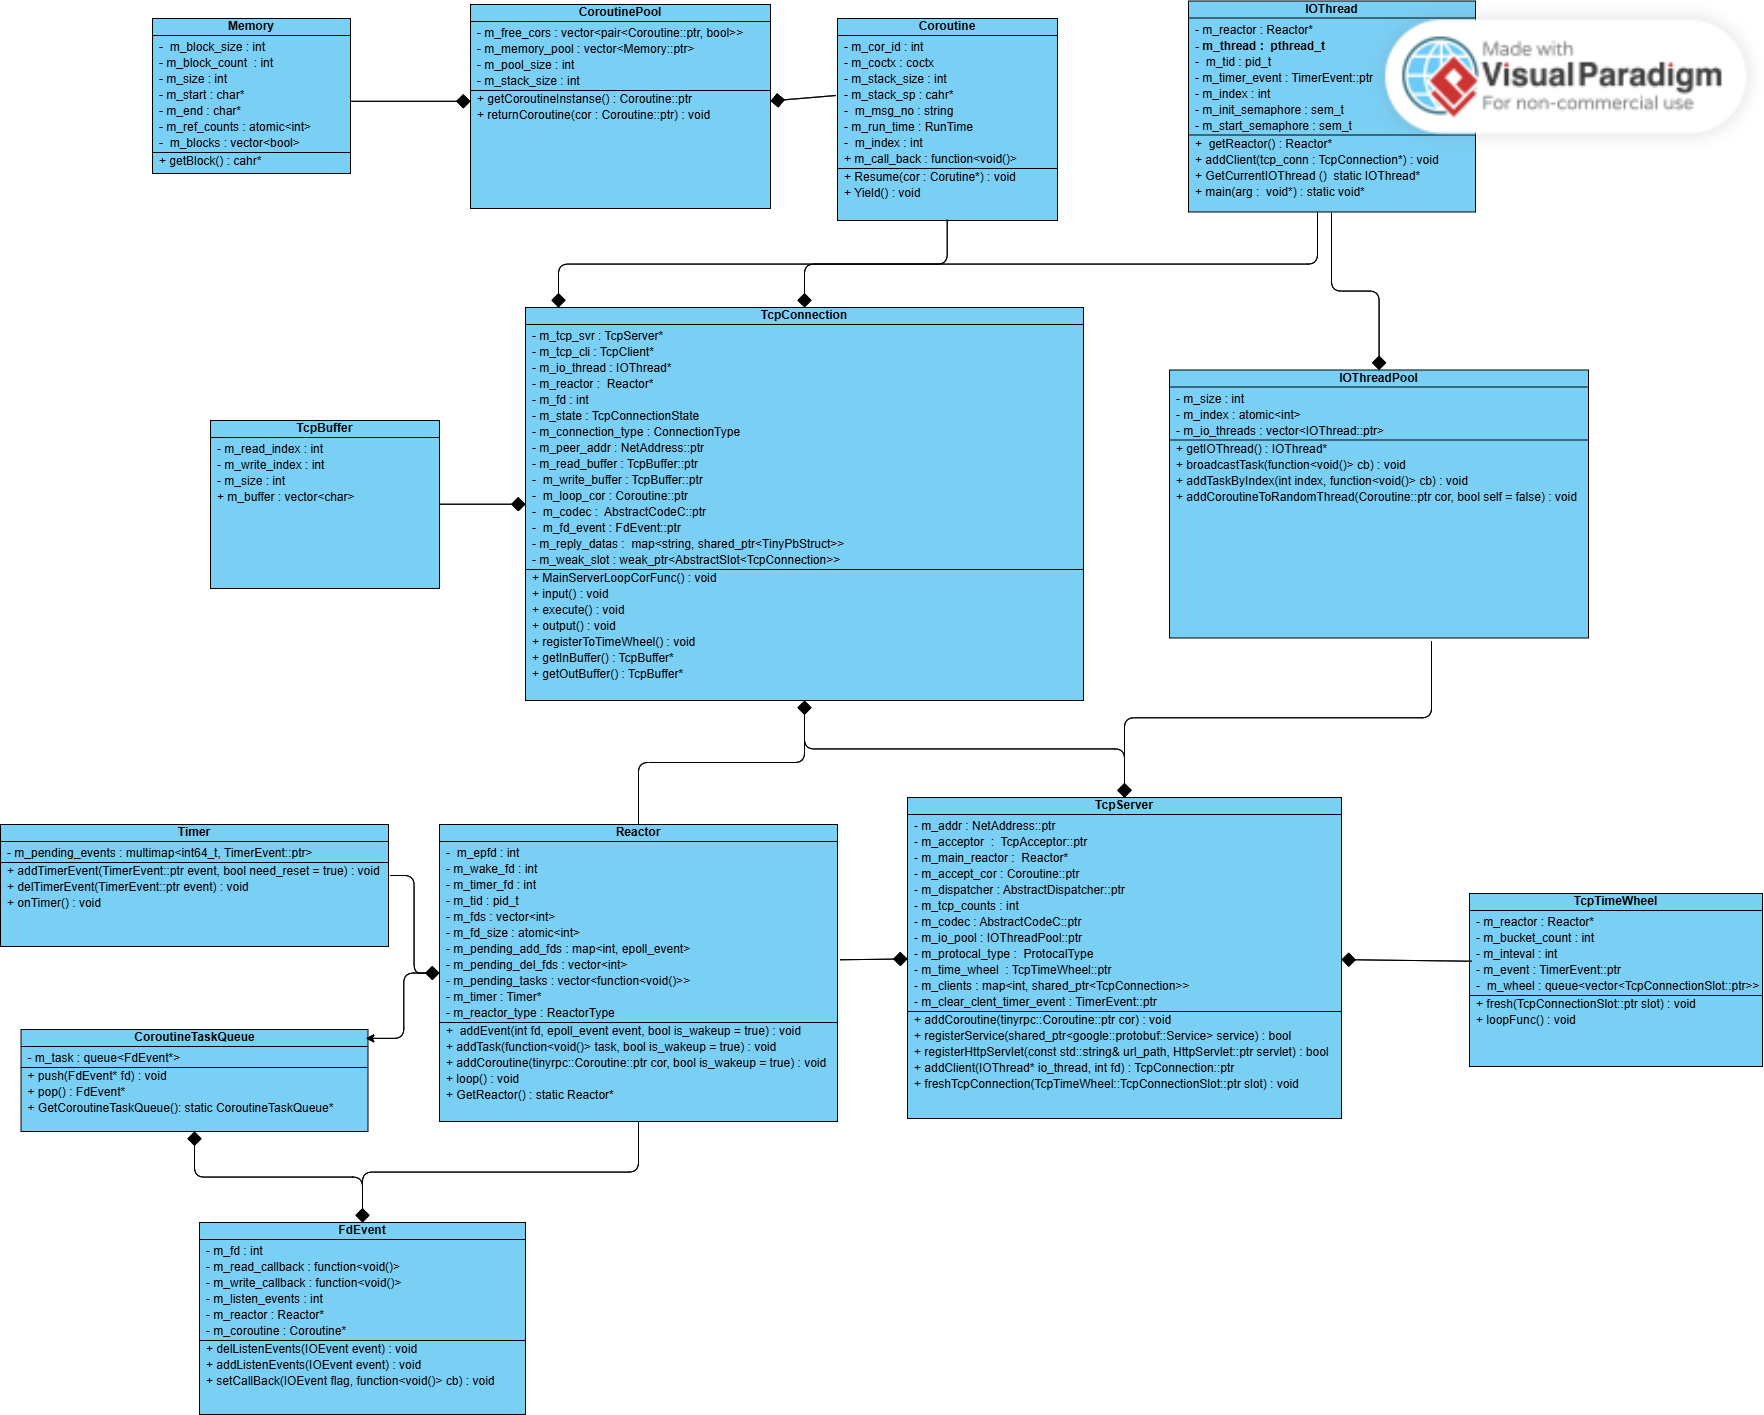 Memory
- m_block_size : int
- m_block_count : int
- m_size : int
- m_start : char*
- m_end : char*
- m_ref_counts : atomic<int>
- m_blocks : vector<bool>
+ getBlock() : cahr*
CoroutinePool
- m_free_cors : vector<pair<Coroutine::ptr, bool>>
- m_memory_pool : vector<Memory::ptr>
- m_pool_size : int
- m_stack_size : int
+ getCoroutineInstanse() : Coroutine::ptr
+ returnCoroutine(cor : Coroutine::ptr) : void
Coroutine
- m_cor_id : int
- m_coctx : coctx
- m_stack_size : int
- m_stack_sp : cahr*
- m_msg_no : string
- m_run_time : RunTime
- m_index : int
+ m_call_back : function<void()>
+ Resume(cor : Corutine*) : void
+ Yield() : void
IOThread
- m_reactor : Reactor*
- m_thread : pthread_t
- m_tid : pid_t
- m_timer_event : TimerEvent::ptr
- m_index : int
- m_init_semaphore : sem_t
- m_start_semaphore : sem_t
+ getReactor() : Reactor*
+ addClient(tcp_conn : TcpConnection*) : void
+ GetCurrentIOThread () static IOThread*
+ main(arg : void*) : static void*
Made with
Visual Paradigm
For non-commercial use
TcpConnection
- m_tcp_svr : TcpServer*
- m_tcp_cli : TcpClient*
- m_io_thread : IOThread*
- m_reactor : Reactor*
- m_fd : int
- m_state : TcpConnectionState
- m_connection_type : ConnectionType
- m_peer_addr : NetAddress::ptr
- m_read_buffer : TcpBuffer::ptr
- m_write_buffer : TcpBuffer::ptr
- m_loop_cor : Coroutine::ptr
- m_codec : AbstractCodeC::ptr
- m_fd_event : FdEvent::ptr
- m_reply_datas : map<string, shared_ptr<TinyPbStruct>>
- m_weak_slot : weak_ptr<AbstractSlot<TcpConnection>>
+ MainServerLoopCorFunc() : void
+ input() : void
+ execute() : void
+ output() : void
+ registerToTimeWheel() : void
+ getInBuffer() : TcpBuffer*
+ getOutBuffer() : TcpBuffer*
IOThreadPool
- m_size : int
- m_index : atomic<int>
- m_io_threads : vector<IOThread::ptr>
+ getIOThread() : IOThread*
+ broadcastTask(function<void()> cb) : void
+ addTaskByIndex(int index, function<void()> cb) : void
+ addCoroutineToRandomThread(Coroutine::ptr cor, bool self = false) : void
TcpBuffer
- m_read_index : int
- m_write_index : int
- m_size : int
+ m_buffer : vector<char>
Timer
- m_pending_events : multimap<int64_t, TimerEvent::ptr>
+ addTimerEvent(TimerEvent::ptr event, bool need_reset = true) : void
+ delTimerEvent(TimerEvent::ptr event) : void
+ onTimer() : void
Reactor
- m_epfd : int
- m_wake_fd : int
- m_timer_fd : int
- m_tid : pid_t
- m_fds : vector<int>
- m_fd_size : atomic<int>
- m_pending_add_fds : map<int, epoll_event>
- m_pending_del_fds : vector<int>
- m_pending_tasks : vector<function<void()>>
- m_timer : Timer*
- m_reactor_type : ReactorType
+ addEvent(int fd, epoll_event event, bool is_wakeup = true) : void
+ addTask(function<void()> task, bool is_wakeup = true) : void
+ addCoroutine(tinyrpc::Coroutine::ptr cor, bool is_wakeup = true) : void
+ loop() : void
+ GetReactor() : static Reactor*
TcpServer
- m_addr : NetAddress::ptr
- m_acceptor : TcpAcceptor::ptr
- m_main_reactor : Reactor*
- m_accept_cor : Coroutine::ptr
- m_dispatcher : AbstractDispatcher::ptr
- m_tcp_counts : int
- m_codec : AbstractCodeC::ptr
- m_io_pool : IOThreadPool::ptr
- m_protocal_type : ProtocalType
- m_time_wheel : TcpTimeWheel::ptr
- m_clients : map<int, shared_ptr<TcpConnection>>
- m_clear_clent_timer_event : TimerEvent::ptr
+ addCoroutine(tinyrpc::Coroutine::ptr cor) : void
+ registerService(shared_ptr<google::protobuf::Service> service) : bool
+ registerHttpServlet(const std::string& url_path, HttpServlet::ptr servlet) : bool
+ addClient(IOThread* io_thread, int fd) : TcpConnection::ptr
+ freshTcpConnection(TcpTimeWheel::TcpConnectionSlot::ptr slot) : void
TcpTimeWheel
- m_reactor : Reactor*
- m_bucket_count : int
- m_inteval : int
- m_event : TimerEvent::ptr
- m_wheel : queue<vector<TcpConnectionSlot::ptr>>
+ fresh(TcpConnectionSlot::ptr slot) : void
+ loopFunc() : void
CoroutineTaskQueue
- m_task : queue<FdEvent*>
+ push(FdEvent* fd) : void
+ pop() : FdEvent*
+ GetCoroutineTaskQueue(): static CoroutineTaskQueue*
FdEvent
- m_fd : int
- m_read_callback : function<void()>
- m_write_callback : function<void()>
- m_listen_events : int
- m_reactor : Reactor*
- m_coroutine : Coroutine*
+ delListenEvents(IOEvent event) : void
+ addListenEvents(IOEvent event) : void
+ setCallBack(IOEvent flag, function<void()> cb) : void